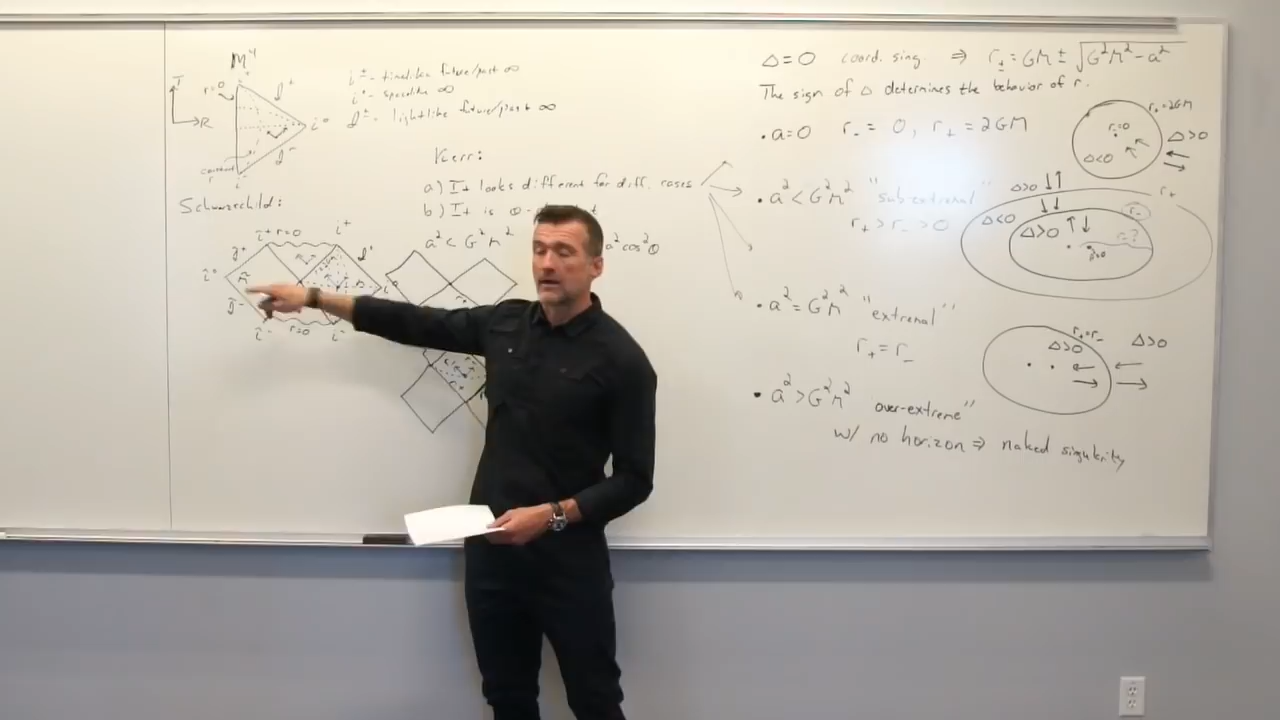 M⁴
T
r=0
𝓘⁺
R
i⁰
𝓘⁻
constant
r
i⁻
i± - timelike future/past ∞
i⁰ - spacelike ∞
𝓘± - lightlike future/past ∞
Kerr:
a) I± looks different for diff. cases
b) I± is θ-
a² < G²M²
a²cos²θ
Schwarzschild:
i⁺ r=0 i⁺
𝓘⁺ 𝓘⁺
i⁰
𝓘⁻
i⁻ r=0 i⁻
Δ=0 coord. sing ⇒ r± = GM ± √G²M²-a²
The sign of Δ determines the behavior of r.
• a=0 r₋ = 0, r₊ = 2GM
r₊=2GM
r=0
Δ>0
Δ<0
• a² < G²M² "sub-extremal"
r₊ > r₋ > 0
Δ>0
r₊
Δ<0
r₋
Δ>0
• a² = G²M² "extremal"
r₊ = r₋
r₊=r₋
Δ>0
Δ>0
• a² > G²M² over-extreme"
w/ no horizon ⇒ naked singularity